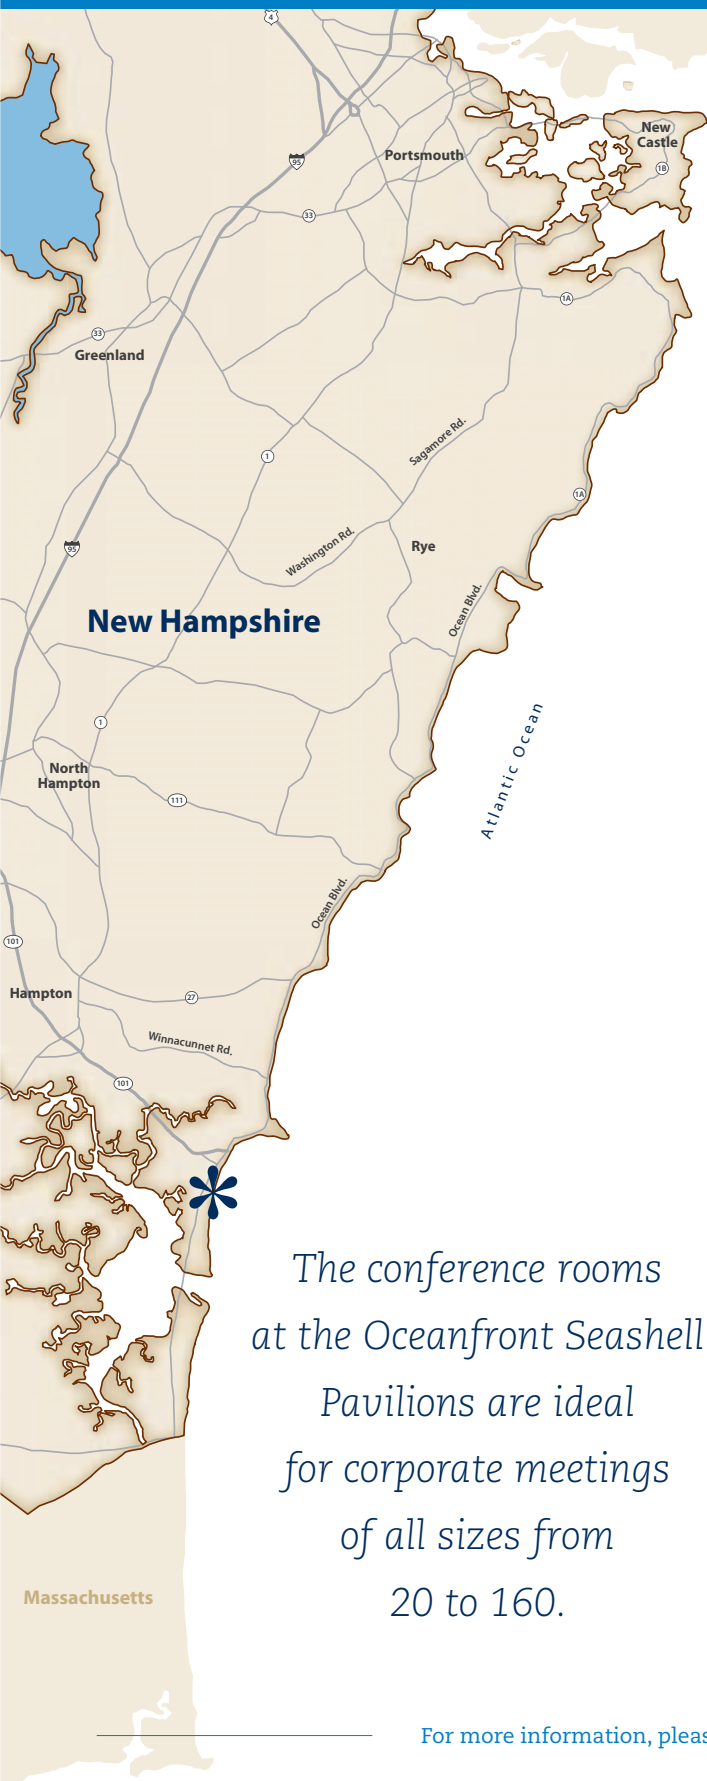 4
New
Castle
Portsmouth
95
1B
33
1A
33
Greenland
Sagamore Rd.
1
1A
Washington Rd.
Rye
95
Ocean Blvd.
New Hampshire
Atlantic Ocean
1
North
Hampton
111
Ocean Blvd.
101
Hampton
27
Winnacunnet Rd.
101
*
The conference rooms
at the Oceanfront Seashell
Pavilions are ideal
for corporate meetings
of all sizes from
20 to 160.
Massachusetts
For more information, pleas